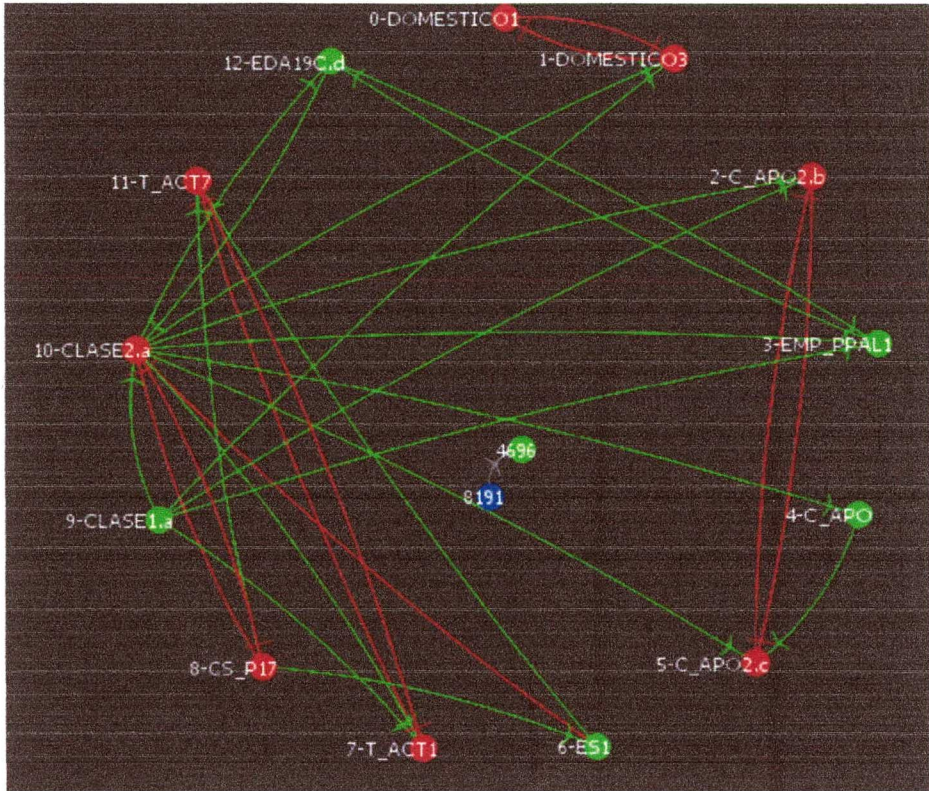 0-DOMESTICO1
1-DOMESTICO3
12-EDA19C.d
11-T_ACT7
2-C_APO2.b
10-CLASE2.a
3-EMP_PPAL1
4696
8191
9-CLASE1.a
4-C_APO
8-CS_P17
5-C_APO2.c
7-T_ACT1
6-ES1